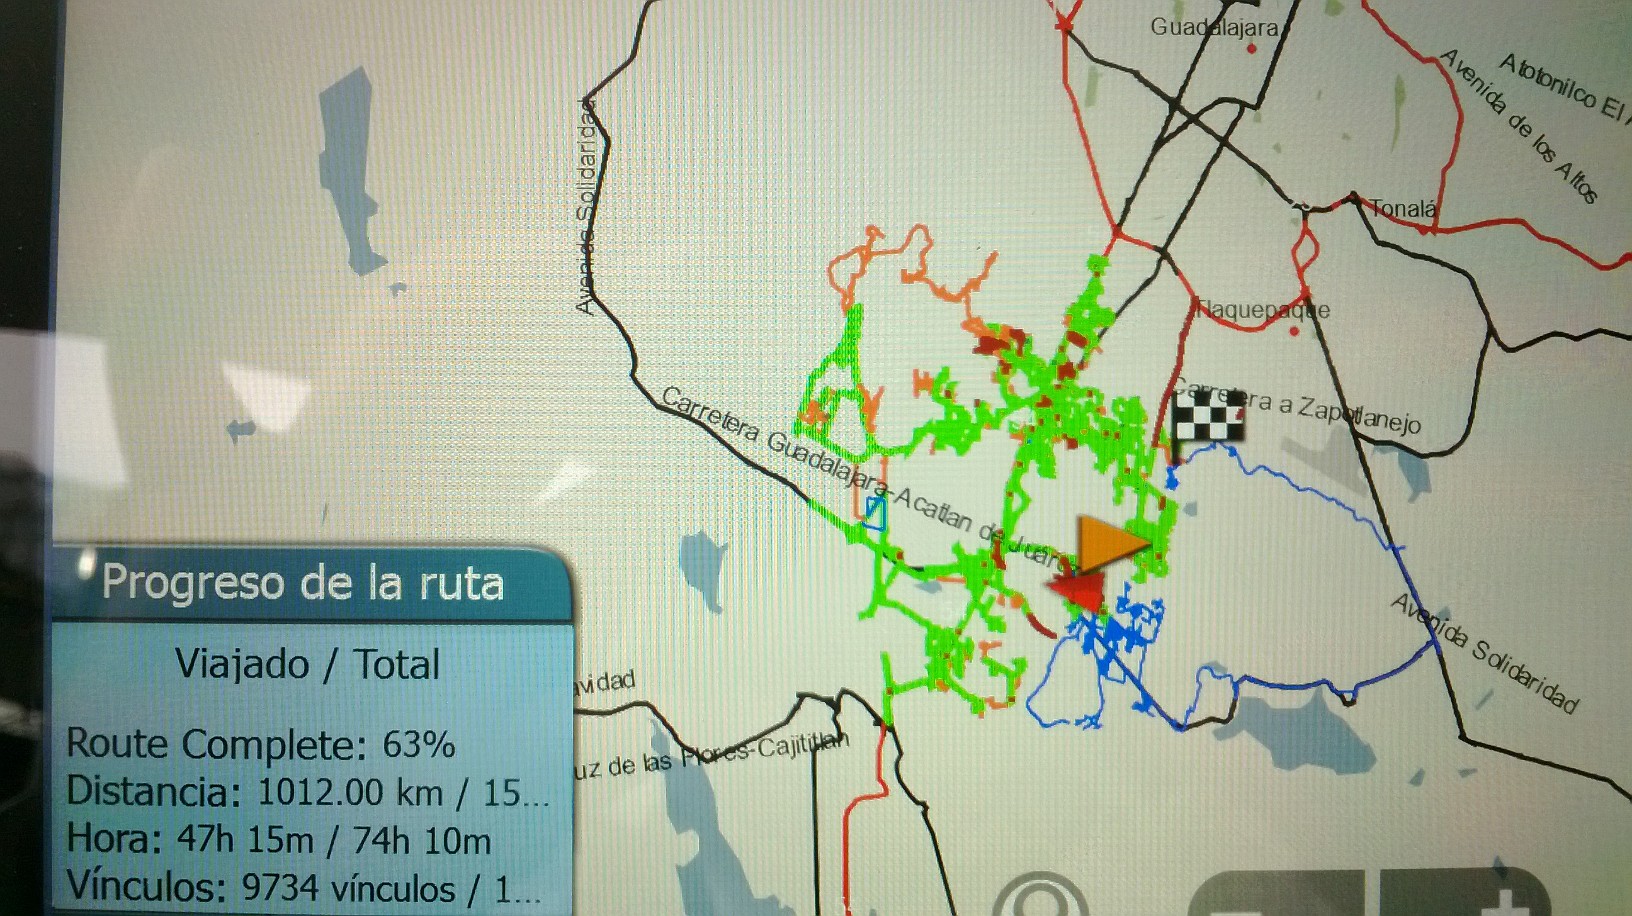 Guadalajara
Atotonilco El
Avenida de los Altos
Avenida Solidaridad
Tonalá
Tlaquepaque
Carretera a Zapotlanejo
Carretera Guadalajara-Acatlan de Juárez
Avenida Solidaridad
Progreso de la ruta
Viajado / Total
Route Complete: 63%
Distancia: 1012.00 km / 15...
Hora: 47h 15m / 74h 10m
Vínculos: 9734 vínculos / 1...
avidad
uz de las Flores-Cajititlan